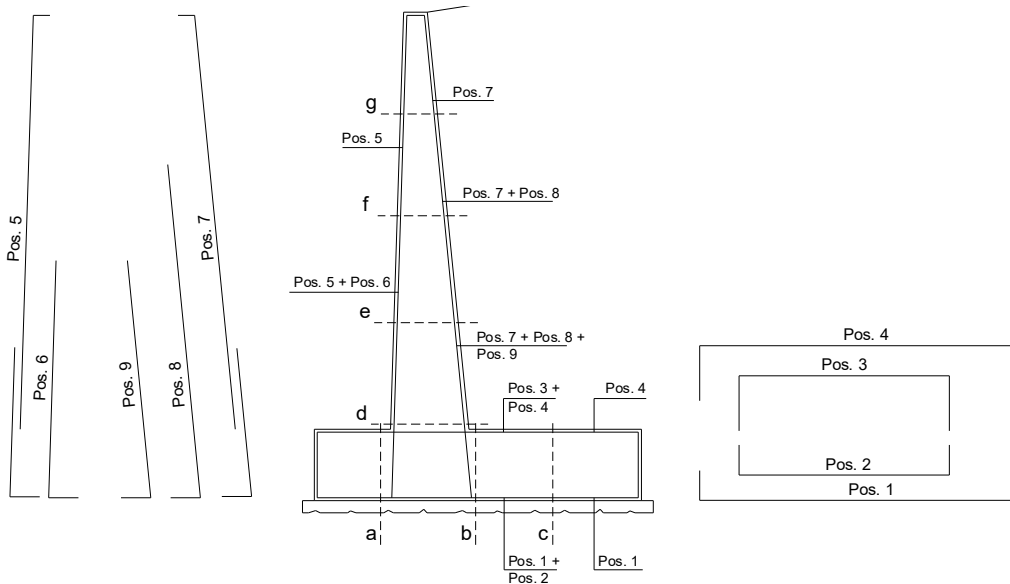 Pos. 5
Pos. 6
Pos. 9
Pos. 8
Pos. 7
g
Pos. 7
Pos. 5
f
Pos. 7 + Pos. 8
Pos. 5 + Pos. 6
e
Pos. 7 + Pos. 8 +
Pos. 9
d
Pos. 3 +
Pos. 4
Pos. 4
a
b
c
Pos. 1 +
Pos. 2
Pos. 1
Pos. 4
Pos. 3
Pos. 2
Pos. 1